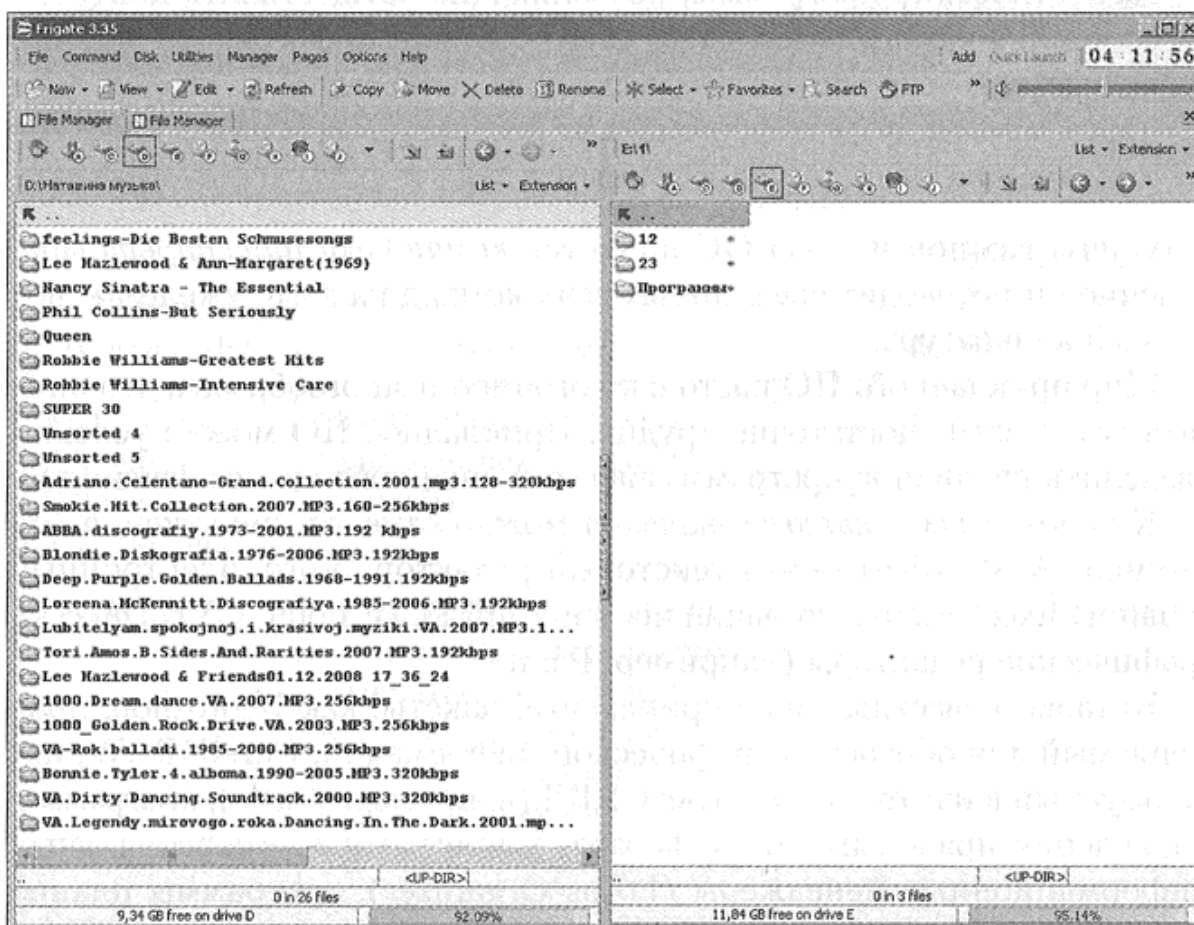 Frigate 3.35
File Command Disk Utilities Manager Pages Options Help
Add QuickLaunch 04 11 56
New View Edit Refresh Copy Move Delete Rename Select Favorites Search FTP »
File Manager File Manager
»
D:\Наташина музыка\ List Extension
..
feelings-Die Besten Schmusesongs
Lee Hazlewood & Ann-Margaret(1969)
Nancy Sinatra - The Essential
Phil Collins-But Seriously
Queen
Robbie Williams-Greatest Hits
Robbie Williams-Intensive Care
SUPER 30
Unsorted 4
Unsorted 5
Adriano.Celentano-Grand.Collection.2001.mp3.128-320kbps
Smokie.Hit.Collection.2007.MP3.160-256kbps
ABBA.discografiy.1973-2001.MP3.192 kbps
Blondie.Diskografia.1976-2006.MP3.192kbps
Deep.Purple.Golden.Ballads.1968-1991.192kbps
Loreena.McKennitt.Discografiya.1985-2006.MP3.192kbps
Lubitelyam.spokojnoj.i.krasivoj.myziki.VA.2007.MP3.1...
Tori.Amos.B.Sides.And.Rarities.2007.MP3.192kbps
Lee Hazlewood & Friends01.12.2008 17_36_24
1000.Dream.dance.VA.2007.MP3.256kbps
1000_Golden.Rock.Drive.VA.2008.MP3.256kbps
VA-Rok.balladi.1985-2000.MP3.256kbps
Bonnie.Tyler.4.alboma.1990-2005.MP3.320kbps
VA.Dirty.Dancing.Soundtrack.2000.MP3.320kbps
VA.Legendy.mirovogo.roka.Dancing.In.The.Dark.2001.mp...
.. <UP-DIR>
0 in 26 files
9,34 GB free on drive D 92.09%
E:\4\ List Extension
»
..
12 *
23 *
Программы*
.. <UP-DIR>
0 in 3 files
11,84 GB free on drive E 95.14%